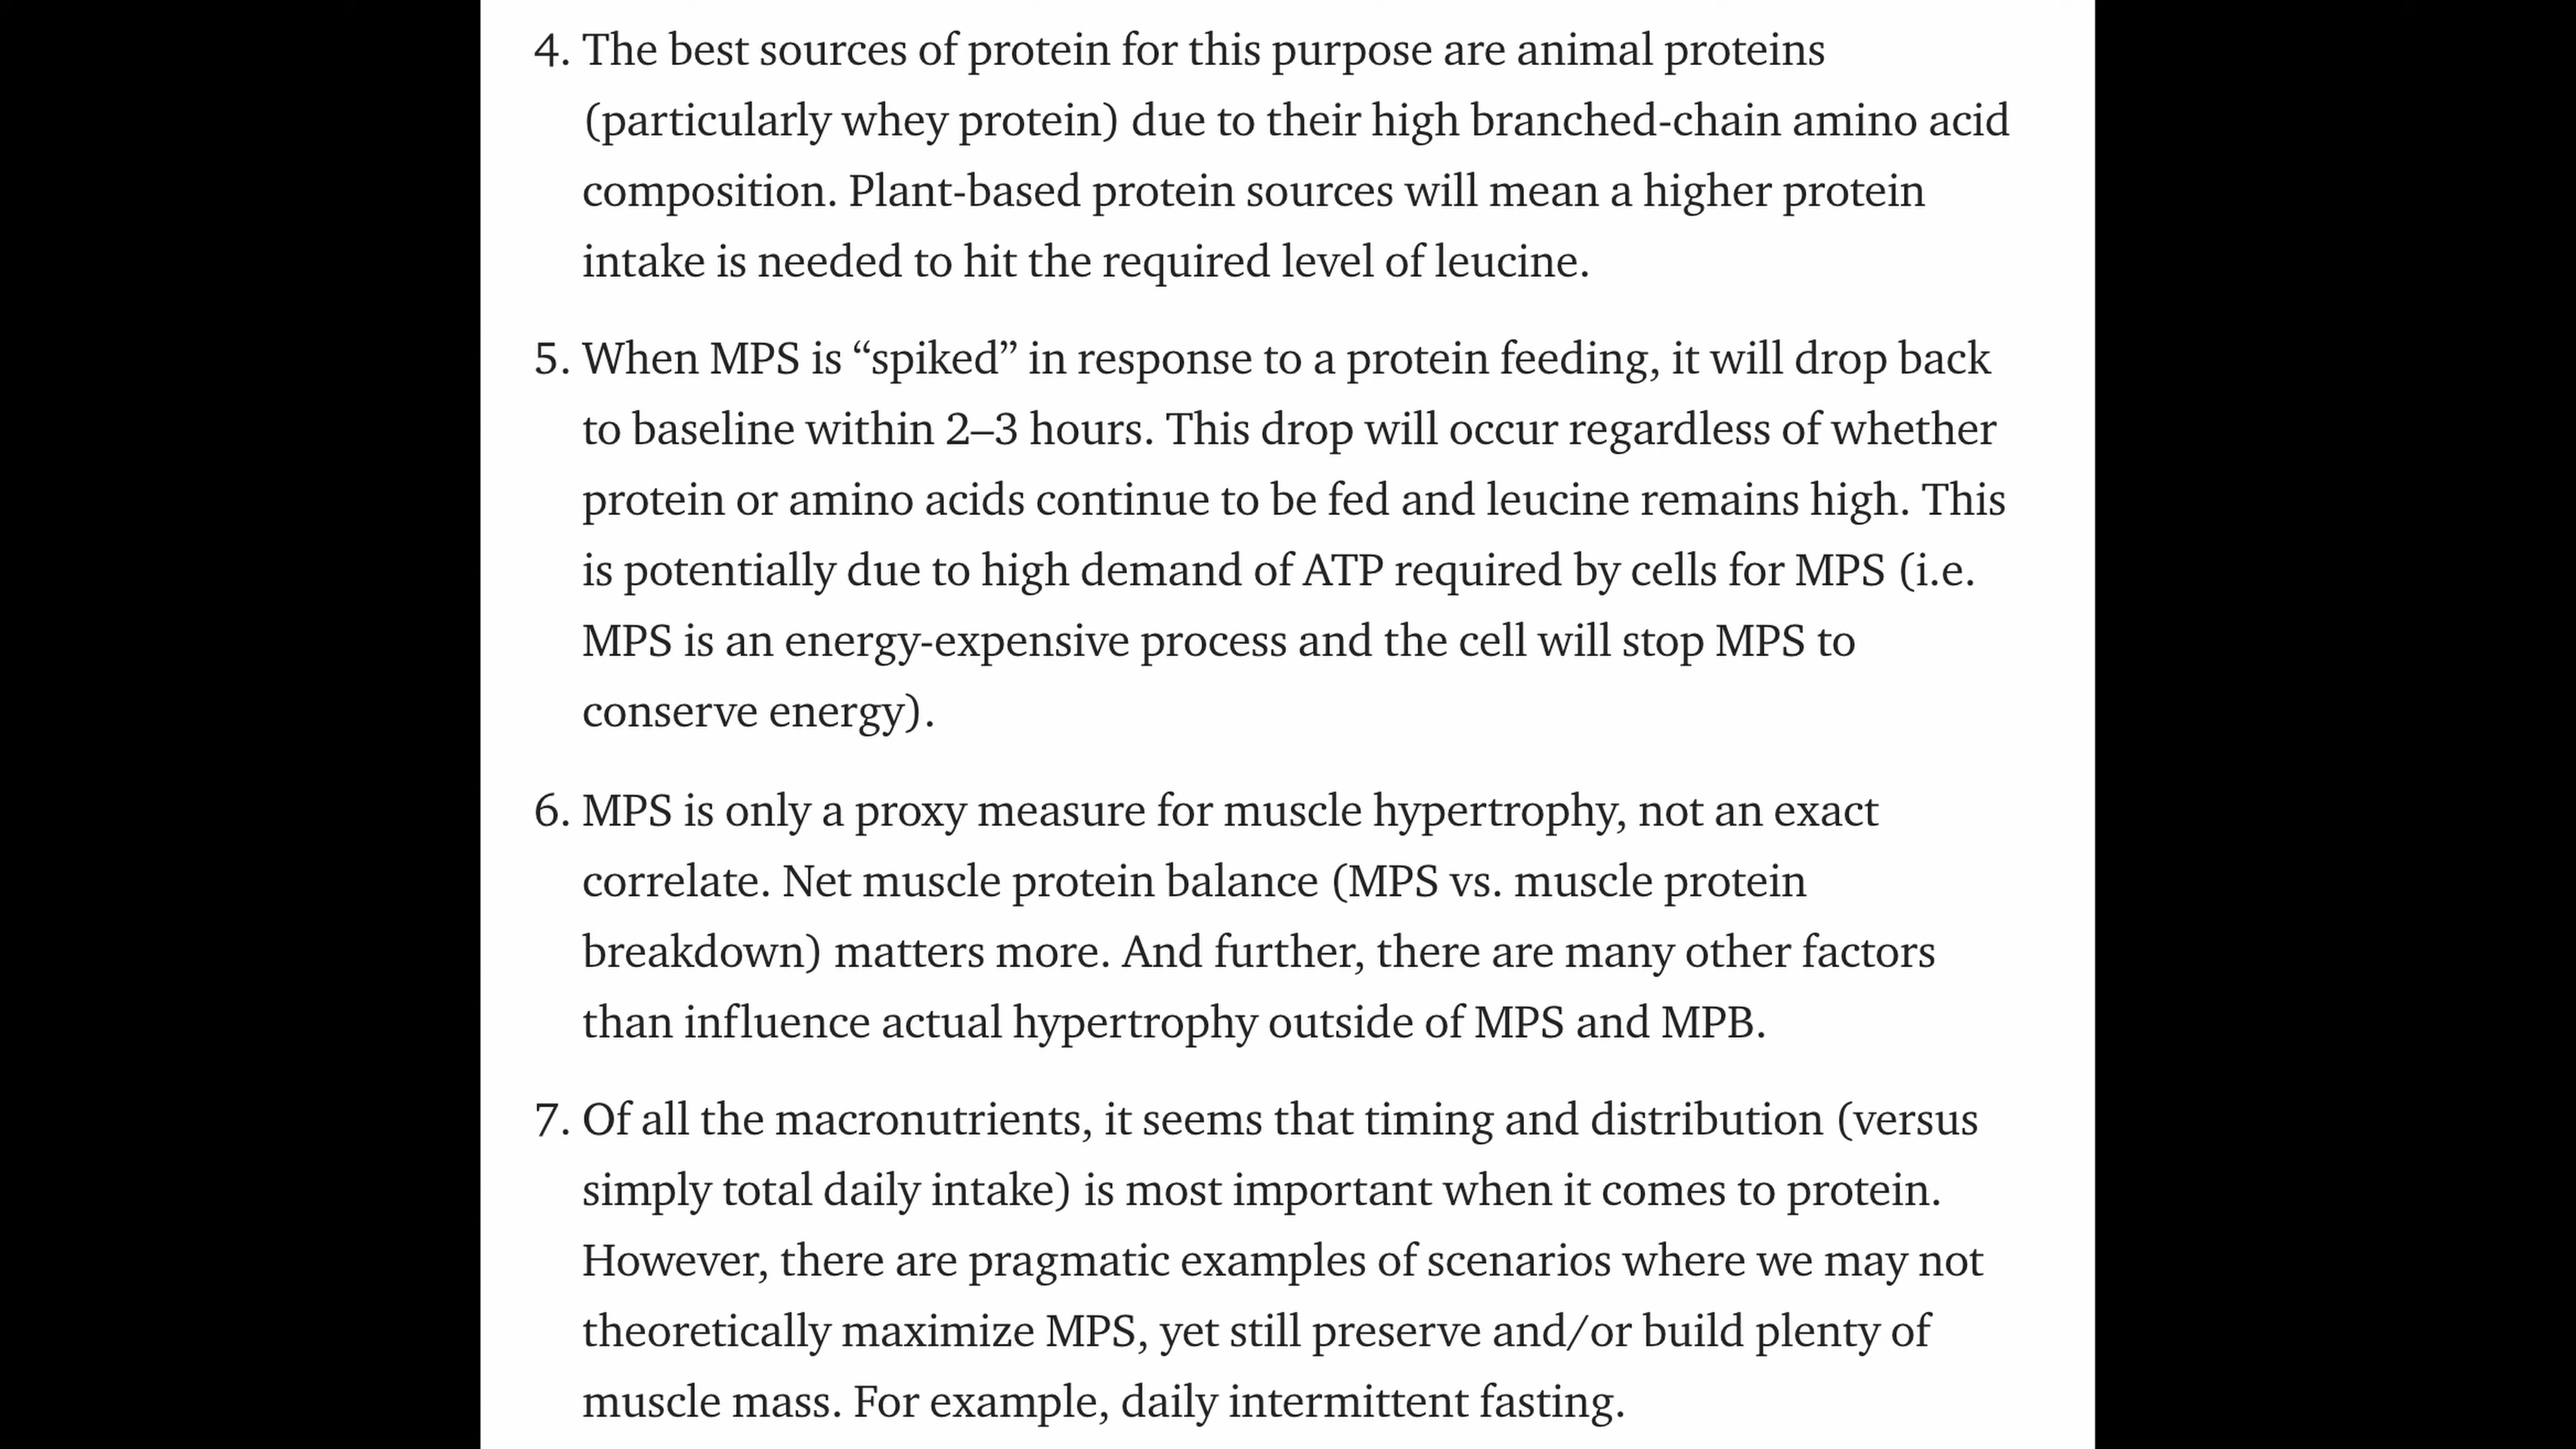 4. The best sources of protein for this purpose are animal proteins
(particularly whey protein) due to their high branched-chain amino acid
composition. Plant-based protein sources will mean a higher protein
intake is needed to hit the required level of leucine.
5. When MPS is “spiked” in response to a protein feeding, it will drop back
to baseline within 2–3 hours. This drop will occur regardless of whether
protein or amino acids continue to be fed and leucine remains high. This
is potentially due to high demand of ATP required by cells for MPS (i.e.
MPS is an energy-expensive process and the cell will stop MPS to
conserve energy).
6. MPS is only a proxy measure for muscle hypertrophy, not an exact
correlate. Net muscle protein balance (MPS vs. muscle protein
breakdown) matters more. And further, there are many other factors
than influence actual hypertrophy outside of MPS and MPB.
7. Of all the macronutrients, it seems that timing and distribution (versus
simply total daily intake) is most important when it comes to protein.
However, there are pragmatic examples of scenarios where we may not
theoretically maximize MPS, yet still preserve and/or build plenty of
muscle mass. For example, daily intermittent fasting.